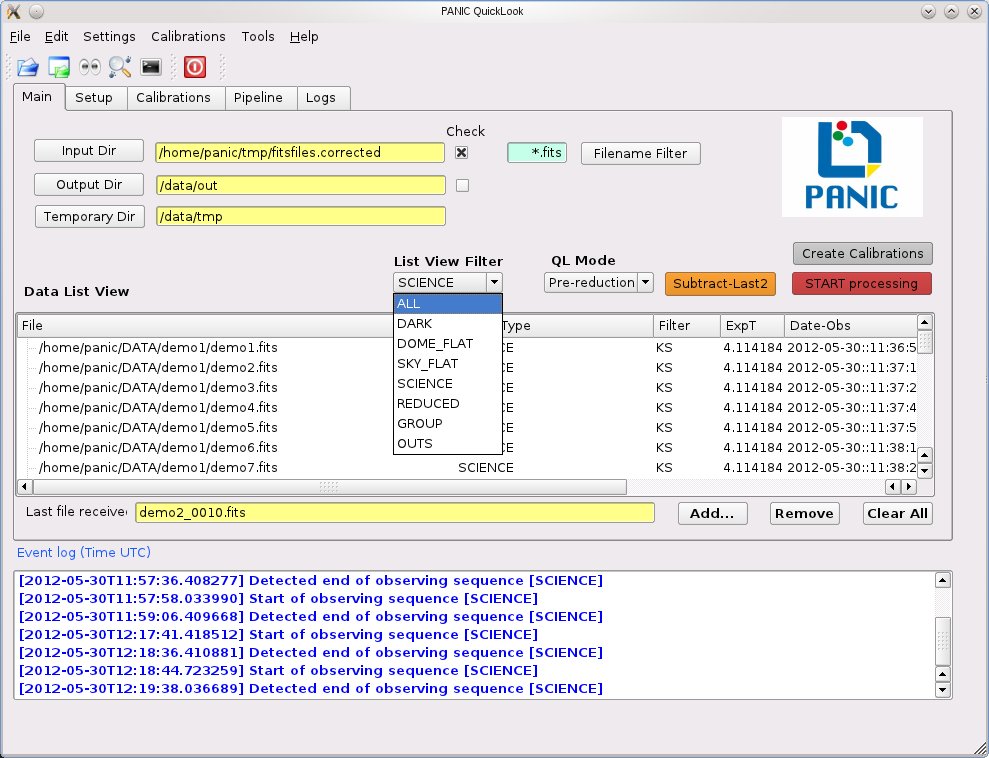 PANIC QuickLook
File Edit Settings Calibrations Tools Help
Main Setup Calibrations Pipeline Logs
Check
Input Dir /home/panic/tmp/fitsfiles.corrected *.fits Filename Filter
Output Dir /data/out
Temporary Dir /data/tmp
PANIC
Create Calibrations
List View Filter QL Mode
Data List View SCIENCE Pre-reduction Subtract-Last2 START processing
ALL
DARK
DOME_FLAT
SKY_FLAT
SCIENCE
REDUCED
GROUP
OUTS
File Type Filter ExpT Date-Obs
/home/panic/DATA/demo1/demo1.fits CE KS 4.114184 2012-05-30::11:36:5
/home/panic/DATA/demo1/demo2.fits CE KS 4.114184 2012-05-30::11:37:1
/home/panic/DATA/demo1/demo3.fits CE KS 4.114184 2012-05-30::11:37:2
/home/panic/DATA/demo1/demo4.fits CE KS 4.114184 2012-05-30::11:37:4
/home/panic/DATA/demo1/demo5.fits CE KS 4.114184 2012-05-30::11:37:5
/home/panic/DATA/demo1/demo6.fits CE KS 4.114184 2012-05-30::11:38:1
/home/panic/DATA/demo1/demo7.fits SCIENCE KS 4.114184 2012-05-30::11:38:2
Last file receive demo2_0010.fits Add... Remove Clear All
Event log (Time UTC)
[2012-05-30T11:57:36.408277] Detected end of observing sequence [SCIENCE]
[2012-05-30T11:57:58.033990] Start of observing sequence [SCIENCE]
[2012-05-30T11:59:06.409668] Detected end of observing sequence [SCIENCE]
[2012-05-30T12:17:41.418512] Start of observing sequence [SCIENCE]
[2012-05-30T12:18:36.410881] Detected end of observing sequence [SCIENCE]
[2012-05-30T12:18:44.723259] Start of observing sequence [SCIENCE]
[2012-05-30T12:19:38.036689] Detected end of observing sequence [SCIENCE]